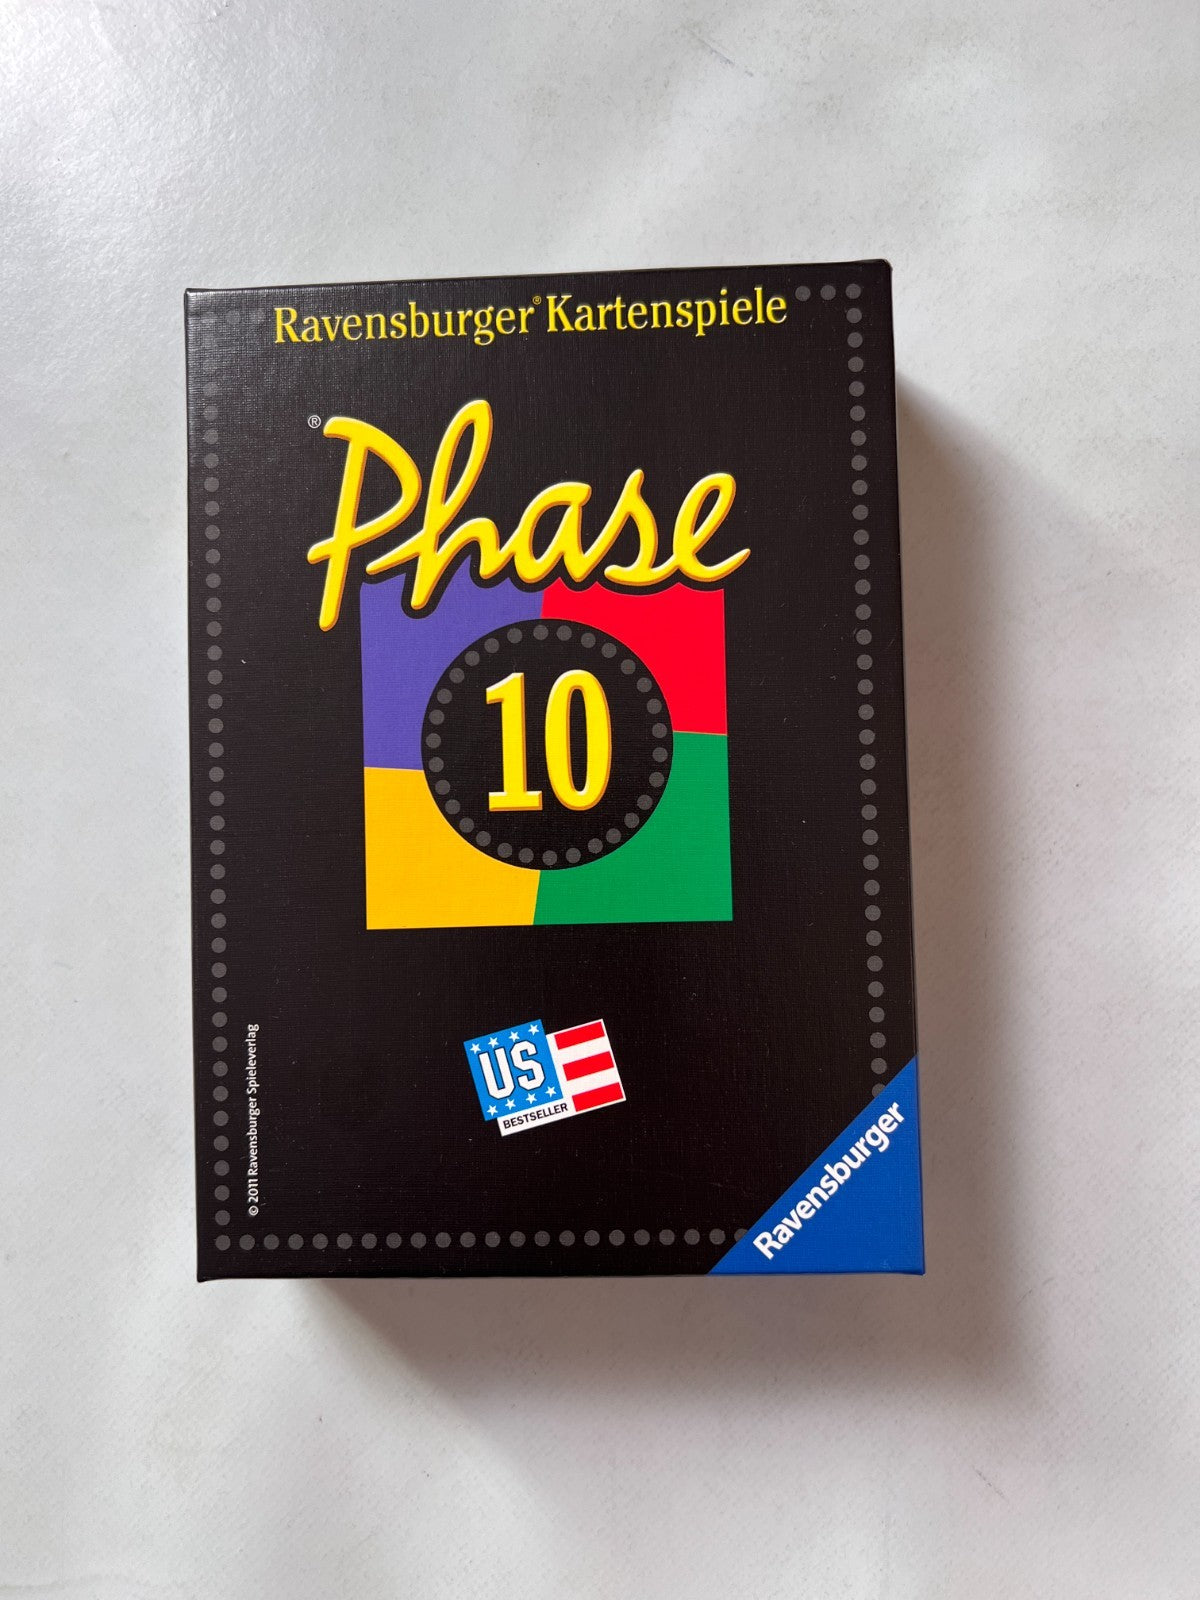 Ravensburger® Kartenspiele
® Phase
10
US
BESTSELLER
© 2011 Ravensburger Spieleverlag
Ravensburger